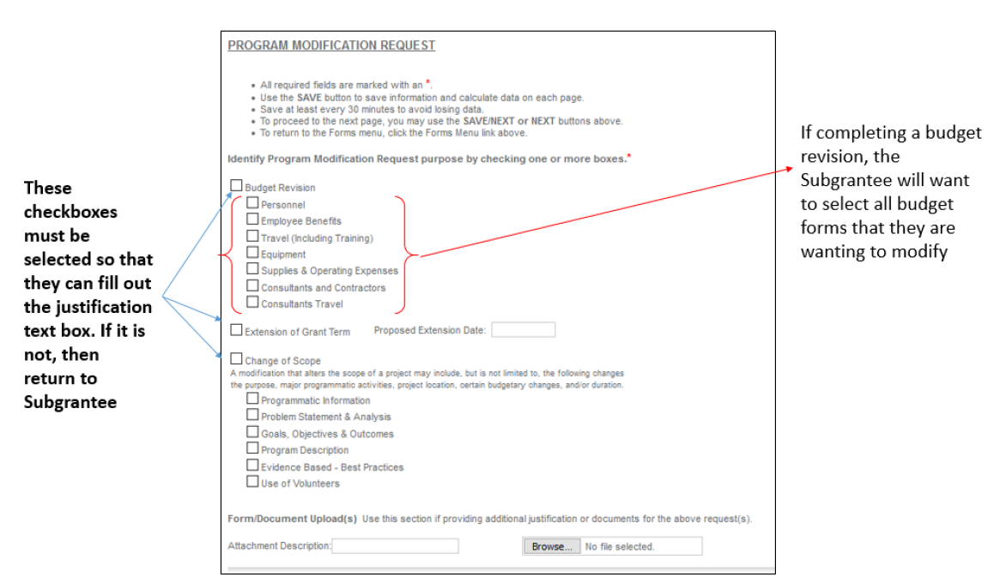 PROGRAM MODIFICATION REQUEST
• All required fields are marked with an *.
• Use the SAVE button to save information and calculate data on each page.
• Save at least every 30 minutes to avoid losing data.
• To proceed to the next page, you may use the SAVE/NEXT or NEXT buttons above.
• To return to the Forms menu, click the Forms Menu link above.
Identify Program Modification Request purpose by checking one or more boxes.*
Budget Revision
Personnel
Employee Benefits
Travel (Including Training)
Equipment
Supplies & Operating Expenses
Consultants and Contractors
Consultants Travel
Extension of Grant Term Proposed Extension Date:
Change of Scope
A modification that alters the scope of a project may include, but is not limited to, the following changes
the purpose, major programmatic activities, project location, certain budgetary changes, and/or duration.
Programmatic Information
Problem Statement & Analysis
Goals, Objectives & Outcomes
Program Description
Evidence Based - Best Practices
Use of Volunteers
Form/Document Upload(s) Use this section if providing additional justification or documents for the above request(s).
Attachment Description: Browse... No file selected.
These
checkboxes
must be
selected so that
they can fill out
the justification
text box. If it is
not, then
return to
Subgrantee
If completing a budget
revision, the
Subgrantee will want
to select all budget
forms that they are
wanting to modify